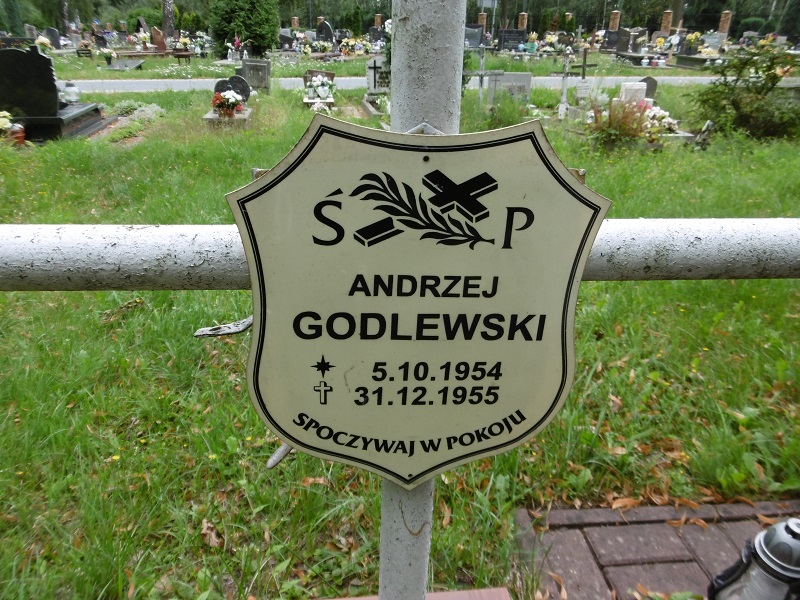 Ś P
ANDRZEJ
GODLEWSKI
5.10.1954
31.12.1955
SPOCZYWAJ W POKOJU